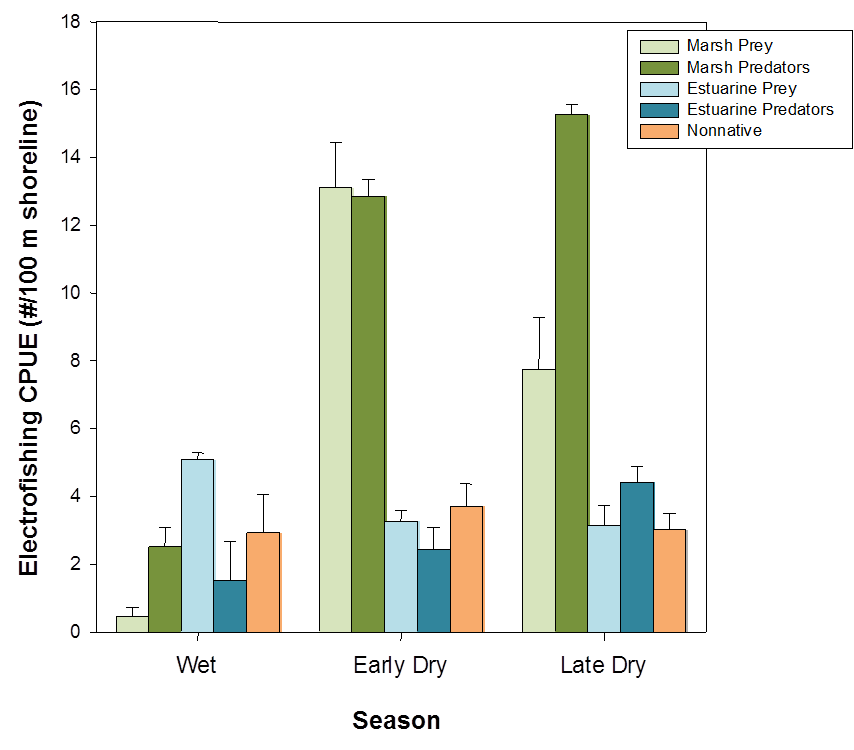 18
16
14
12
10
8
6
4
2
0
Electrofishing CPUE (#/100 m shoreline)
Marsh Prey
Marsh Predators
Estuarine Prey
Estuarine Predators
Nonnative
Wet
Early Dry
Late Dry
Season